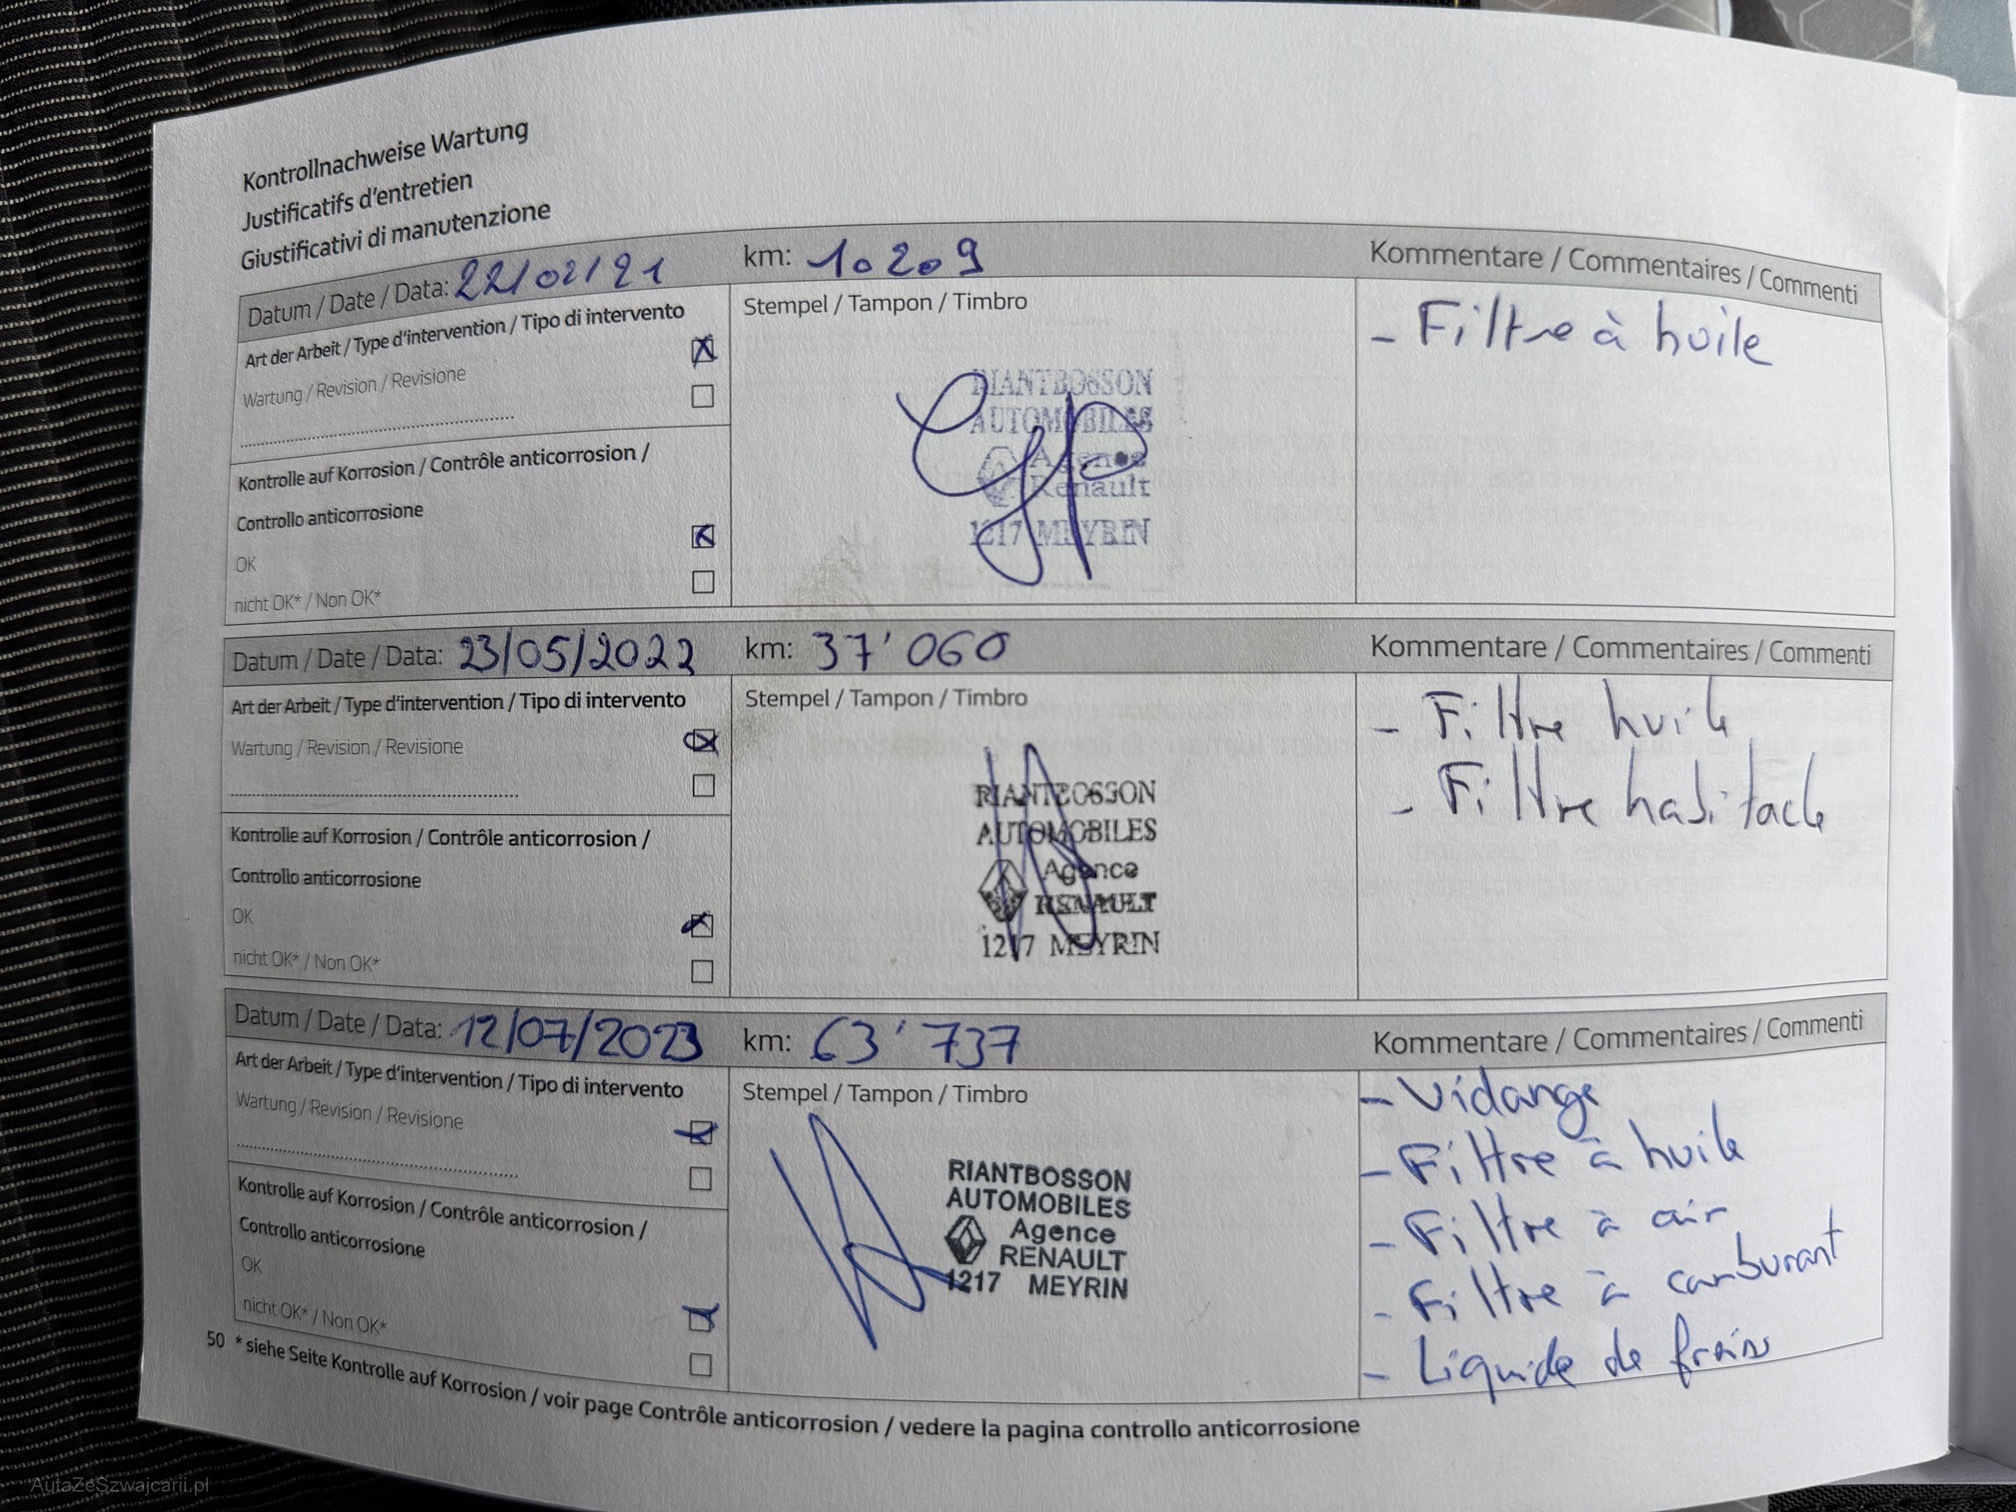 Kontrollnachweise Wartung
Justificatifs d'entretien
Giustificativi di manutenzione
Datum / Date / Data: 22/02/21
km: 10209
Kommentare / Commentaires / Commenti
Art der Arbeit / Type d'intervention / Tipo di intervento
Wartung / Revision / Revisione
Kontrolle auf Korrosion / Contrôle anticorrosion /
Controllo anticorrosione
OK
nicht OK* / Non OK*
Stempel / Tampon / Timbro
RIANTBOSSON
AUTOMOBILES
Agence
Renault
1217 MEYRIN
- Filtre à huile
Datum / Date / Data: 23/05/2022
km: 37'060
Kommentare / Commentaires / Commenti
Art der Arbeit / Type d'intervention / Tipo di intervento
Wartung / Revision / Revisione
Kontrolle auf Korrosion / Contrôle anticorrosion /
Controllo anticorrosione
OK
nicht OK* / Non OK*
Stempel / Tampon / Timbro
RIANTBOSSON
AUTOMOBILES
Agence
RENAULT
1217 MEYRIN
- Filtre huile
- Filtre habitacle
Datum / Date / Data: 12/07/2023
km: 63'737
Kommentare / Commentaires / Commenti
Art der Arbeit / Type d'intervention / Tipo di intervento
Wartung / Revision / Revisione
Kontrolle auf Korrosion / Contrôle anticorrosion /
Controllo anticorrosione
OK
nicht OK* / Non OK*
Stempel / Tampon / Timbro
RIANTBOSSON
AUTOMOBILES
Agence
RENAULT
1217 MEYRIN
- Vidange
- Filtre à huile
- Filtre à air
- Filtre à carburant
- Liquide de freins
50 * siehe Seite Kontrolle auf Korrosion / voir page Contrôle anticorrosion / vedere la pagina controllo anticorrosione
AutaZeSzwajcarii.pl